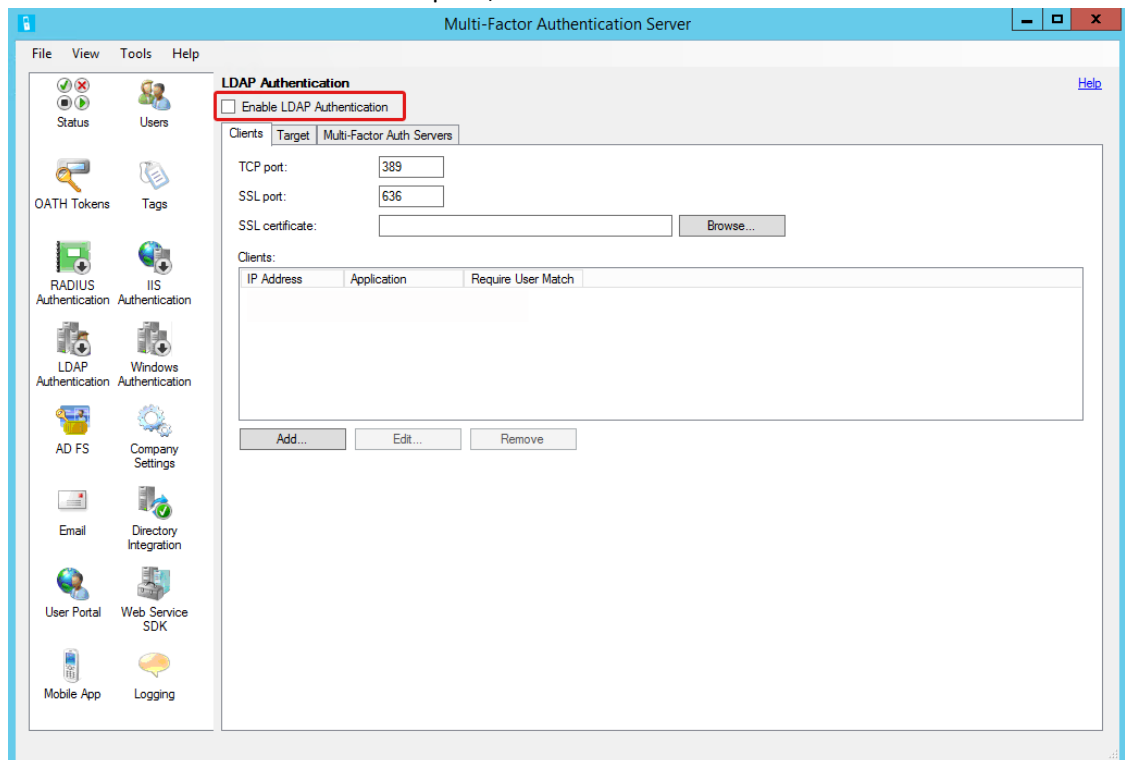 Multi-Factor Authentication Server
File View Tools Help
Status
Users
OATH Tokens
Tags
RADIUS
Authentication
IIS
Authentication
LDAP
Authentication
Windows
Authentication
AD FS
Company
Settings
Email
Directory
Integration
User Portal
Web Service
SDK
Mobile App
Logging
LDAP Authentication
Help
Enable LDAP Authentication
Clients Target Multi-Factor Auth Servers
TCP port: 389
SSL port: 636
SSL certificate: Browse...
Clients:
IP Address Application Require User Match
Add... Edit... Remove